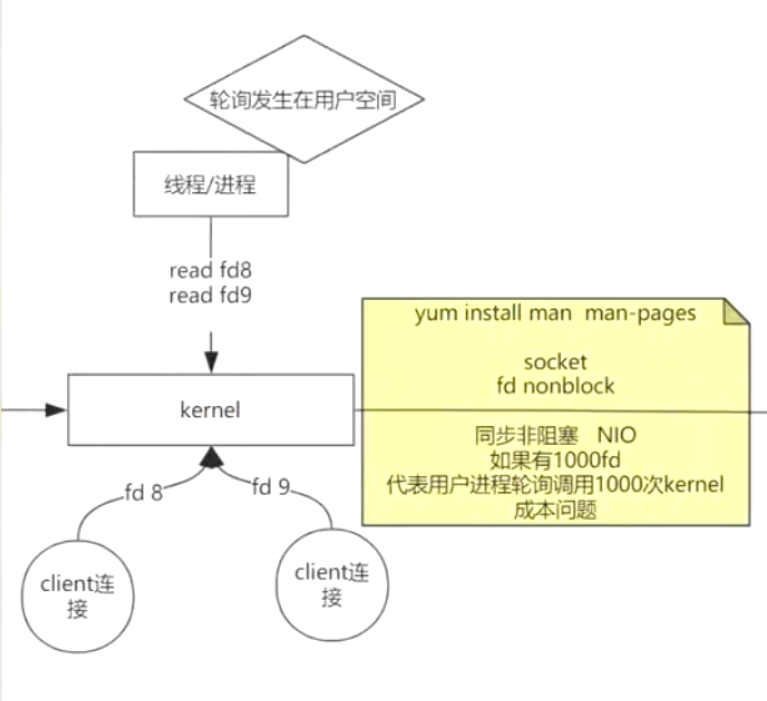 轮询发生在用户空间
线程/进程
read fd8
read fd9
yum install man man-pages
socket
fd nonblock
kernel
同步非阻塞 NIO
如果有1000fd
代表用户进程轮询调用1000次kernel
成本问题
fd 8
fd 9
client连
接
client连
接